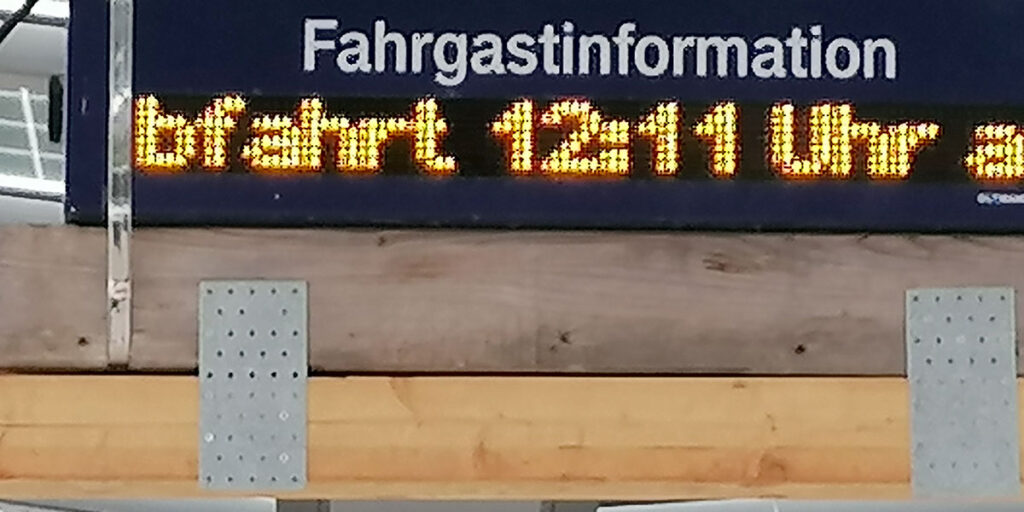 Fahrgastinformation
bfahrt 12:11 Uhr a